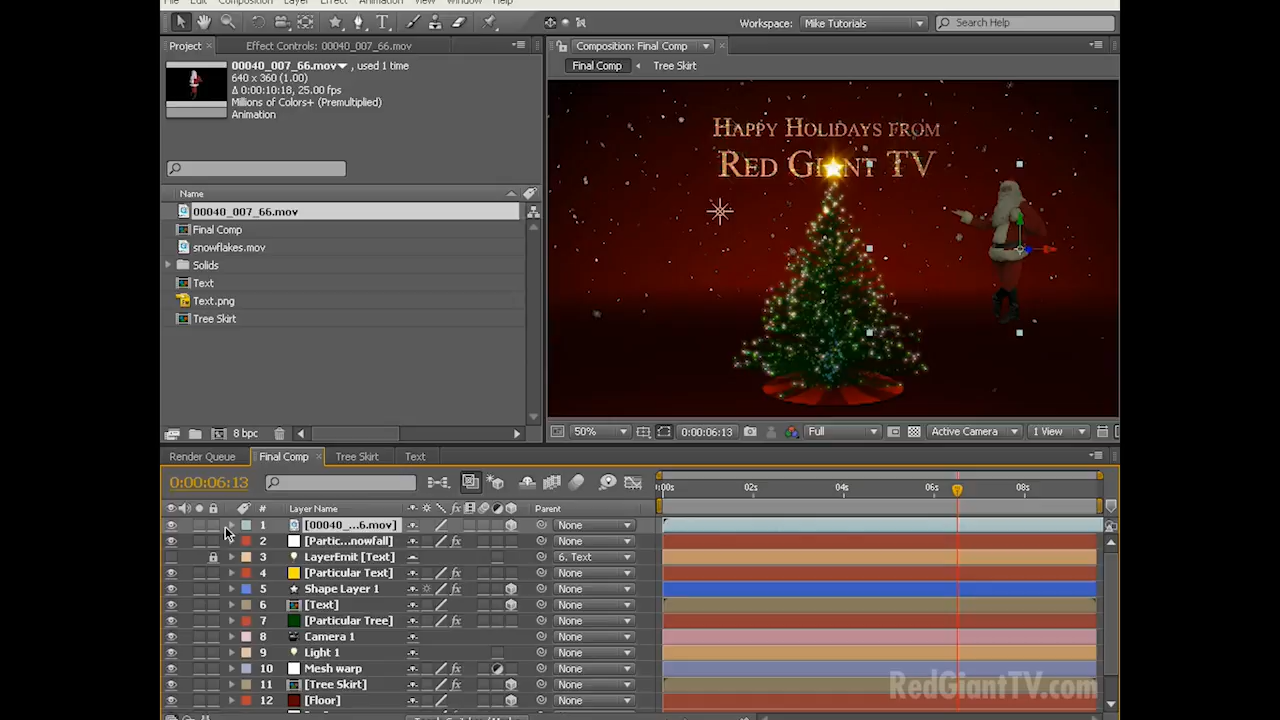 Workspace: Mike Tutorials Search Help
Project Effect Controls: 00040_007_66.mov
Composition: Final Comp
00040_007_66.mov , used 1 time
640 x 360 (1.00)
Δ 0:00:10:18, 25.00 fps
Millions of Colors+ (Premultiplied)
Animation
Final Comp Tree Skirt
HAPPY HOLIDAYS FROM
RED GIANT TV
Name
00040_007_66.mov
Final Comp
snowflakes.mov
Solids
Text
Text.png
Tree Skirt
8 bpc
50% 0:00:06:13 Full Active Camera 1 View
Render Queue Final Comp Tree Skirt Text
0:00:06:13
:00s 02s 04s 06s 08s
# Layer Name Parent
1 [00040_...6.mov] None
2 [Partic...nowfall] None
3 LayerEmit [Text] 6. Text
4 [Particular Text] None
5 Shape Layer 1 None
6 [Text] None
7 [Particular Tree] None
8 Camera 1 None
9 Light 1 None
10 Mesh warp None
11 [Tree Skirt] None
12 [Floor] None
RedGiantTV.com